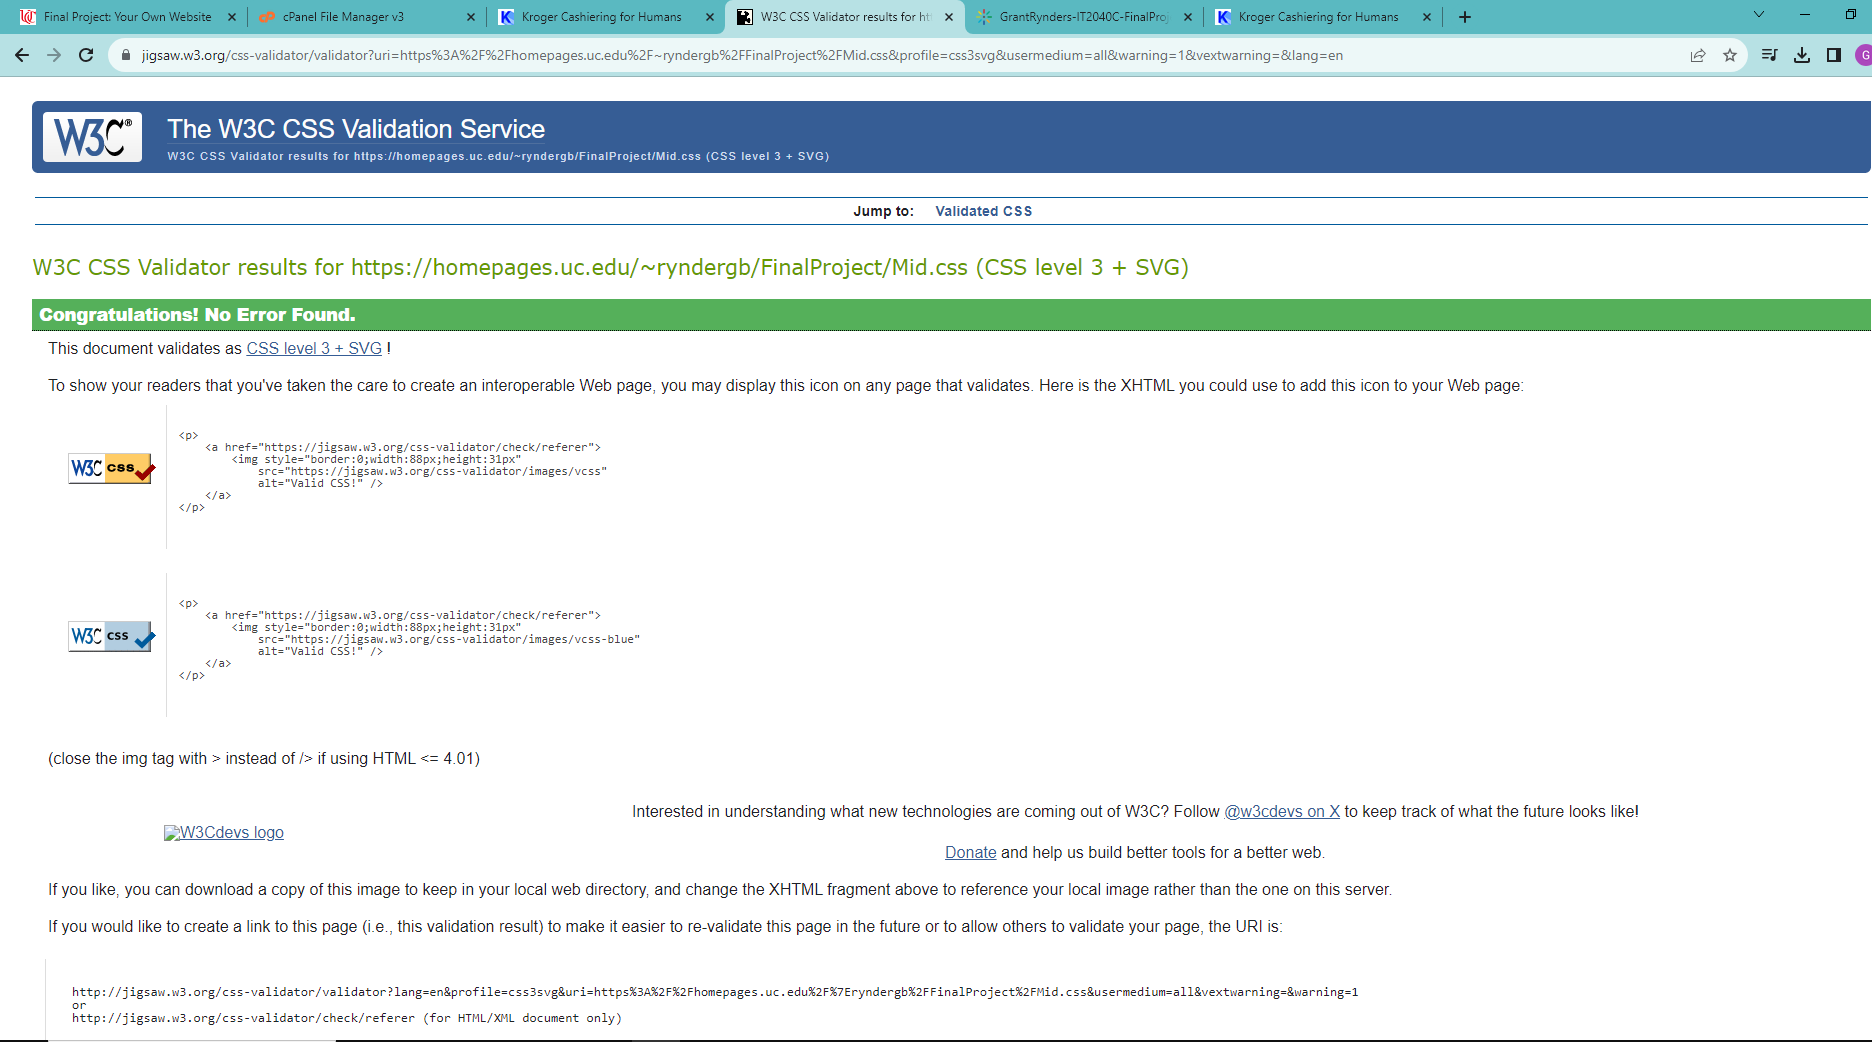 Final Project: Your Own Website
cPanel File Manager v3
Kroger Cashiering for Humans
W3C CSS Validator results for ht
GrantRynders-IT2040C-FinalProj
Kroger Cashiering for Humans
jigsaw.w3.org/css-validator/validator?uri=https%3A%2F%2Fhomepages.uc.edu%2F~ryndergb%2FFinalProject%2FMid.css&profile=css3svg&usermedium=all&warning=1&vextwarning=&lang=en
G
W3C®
The W3C CSS Validation Service
W3C CSS Validator results for https://homepages.uc.edu/~ryndergb/FinalProject/Mid.css (CSS level 3 + SVG)
Jump to: Validated CSS
W3C CSS Validator results for https://homepages.uc.edu/~ryndergb/FinalProject/Mid.css (CSS level 3 + SVG)
Congratulations! No Error Found.
This document validates as CSS level 3 + SVG !
To show your readers that you've taken the care to create an interoperable Web page, you may display this icon on any page that validates. Here is the XHTML you could use to add this icon to your Web page:
W3C css
<p>
    <a href="https://jigsaw.w3.org/css-validator/check/referer">
        <img style="border:0;width:88px;height:31px"
            src="https://jigsaw.w3.org/css-validator/images/vcss"
            alt="Valid CSS!" />
    </a>
</p>
W3C css
<p>
    <a href="https://jigsaw.w3.org/css-validator/check/referer">
        <img style="border:0;width:88px;height:31px"
            src="https://jigsaw.w3.org/css-validator/images/vcss-blue"
            alt="Valid CSS!" />
    </a>
</p>
(close the img tag with > instead of /> if using HTML <= 4.01)
Interested in understanding what new technologies are coming out of W3C? Follow @w3cdevs on X to keep track of what the future looks like!
W3Cdevs logo
Donate and help us build better tools for a better web.
If you like, you can download a copy of this image to keep in your local web directory, and change the XHTML fragment above to reference your local image rather than the one on this server.
If you would like to create a link to this page (i.e., this validation result) to make it easier to re-validate this page in the future or to allow others to validate your page, the URI is:
http://jigsaw.w3.org/css-validator/validator?lang=en&profile=css3svg&uri=https%3A%2F%2Fhomepages.uc.edu%2F%7Eryndergb%2FFinalProject%2FMid.css&usermedium=all&vextwarning=&warning=1
or
http://jigsaw.w3.org/css-validator/check/referer (for HTML/XML document only)